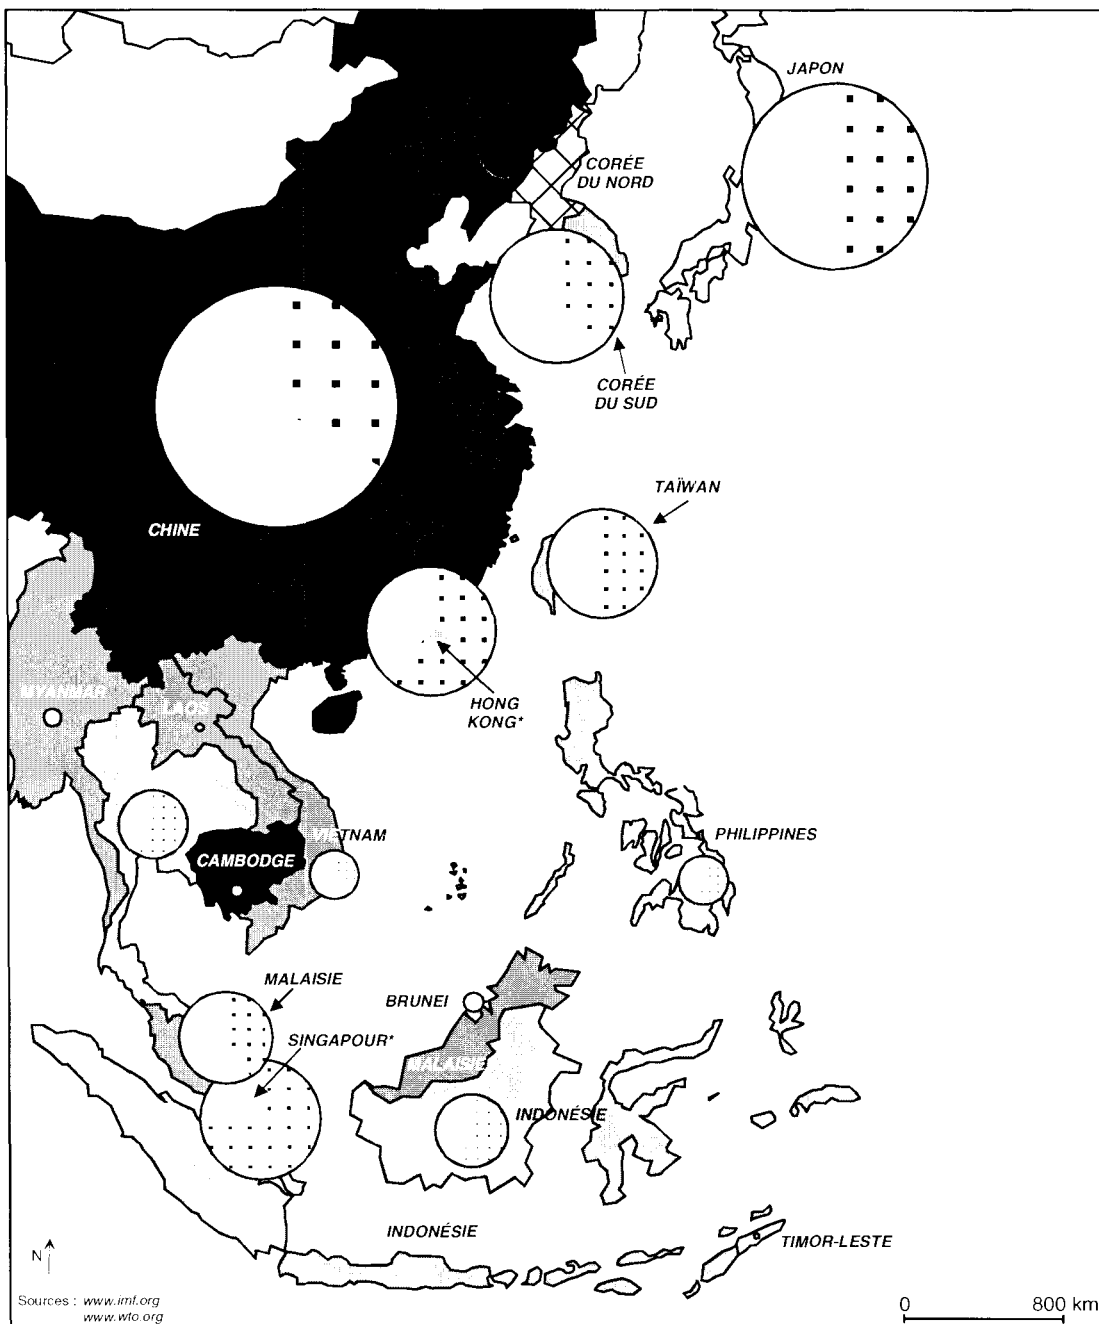 JAPON
CORÉE
DU NORD
CORÉE
DU SUD
TAÏWAN
CHINE
MYANMAR
LAOS
HONG
KONG*
VIETNAM
CAMBODGE
PHILIPPINES
MALAISIE
BRUNEI
SINGAPOUR*
MALAISIE
INDONÉSIE
INDONÉSIE
TIMOR-LESTE
N
Sources : www.imf.org
www.wto.org
0 800 km